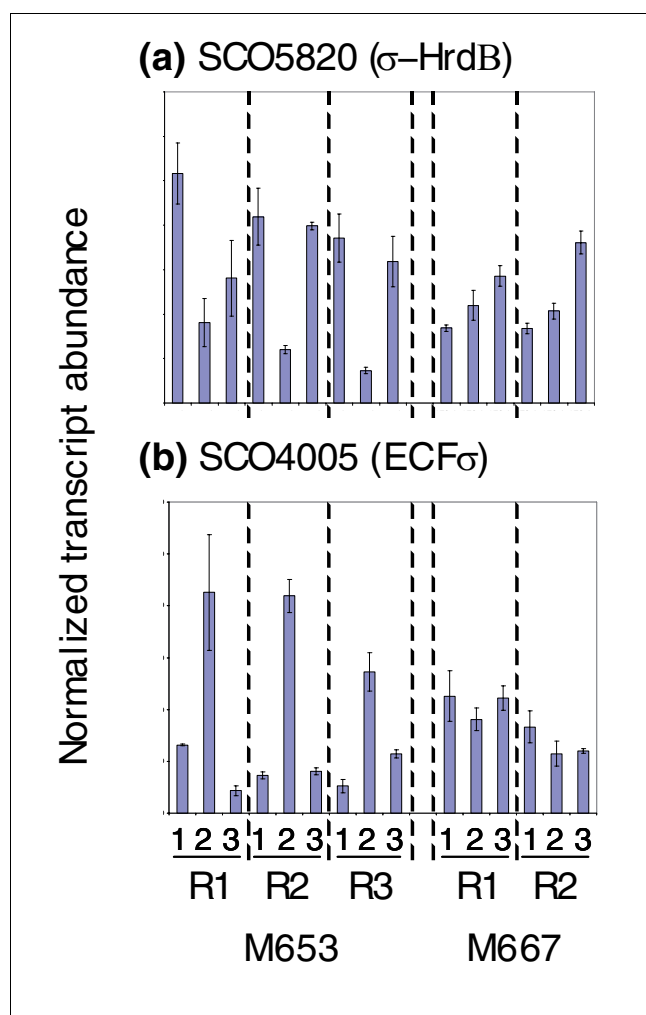 (a) SCO5820 (σ–HrdB)
Normalized transcript abundance
(b) SCO4005 (ECFσ)
1 2 3 1 2 3 1 2 3 1 2 3 1 2 3
R1 R2 R3 R1 R2
M653 M667